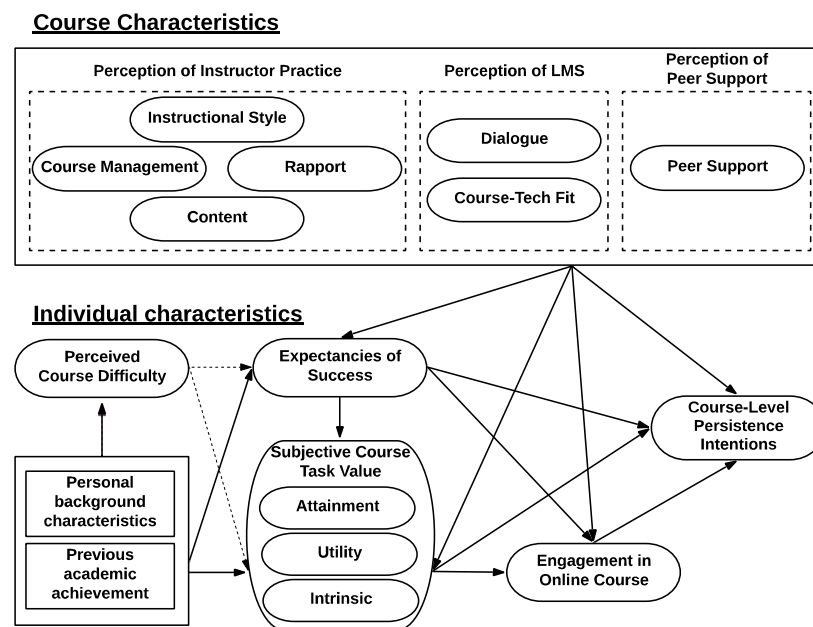 Course Characteristics
Perception of Instructor Practice
Perception of LMS
Perception of
Peer Support
Instructional Style
Course Management
Rapport
Content
Dialogue
Course-Tech Fit
Peer Support
Individual characteristics
Perceived
Course Difficulty
Expectancies of
Success
Course-Level
Persistence
Intentions
Subjective Course
Task Value
Attainment
Utility
Intrinsic
Personal
background
characteristics
Previous
academic
achievement
Engagement in
Online Course